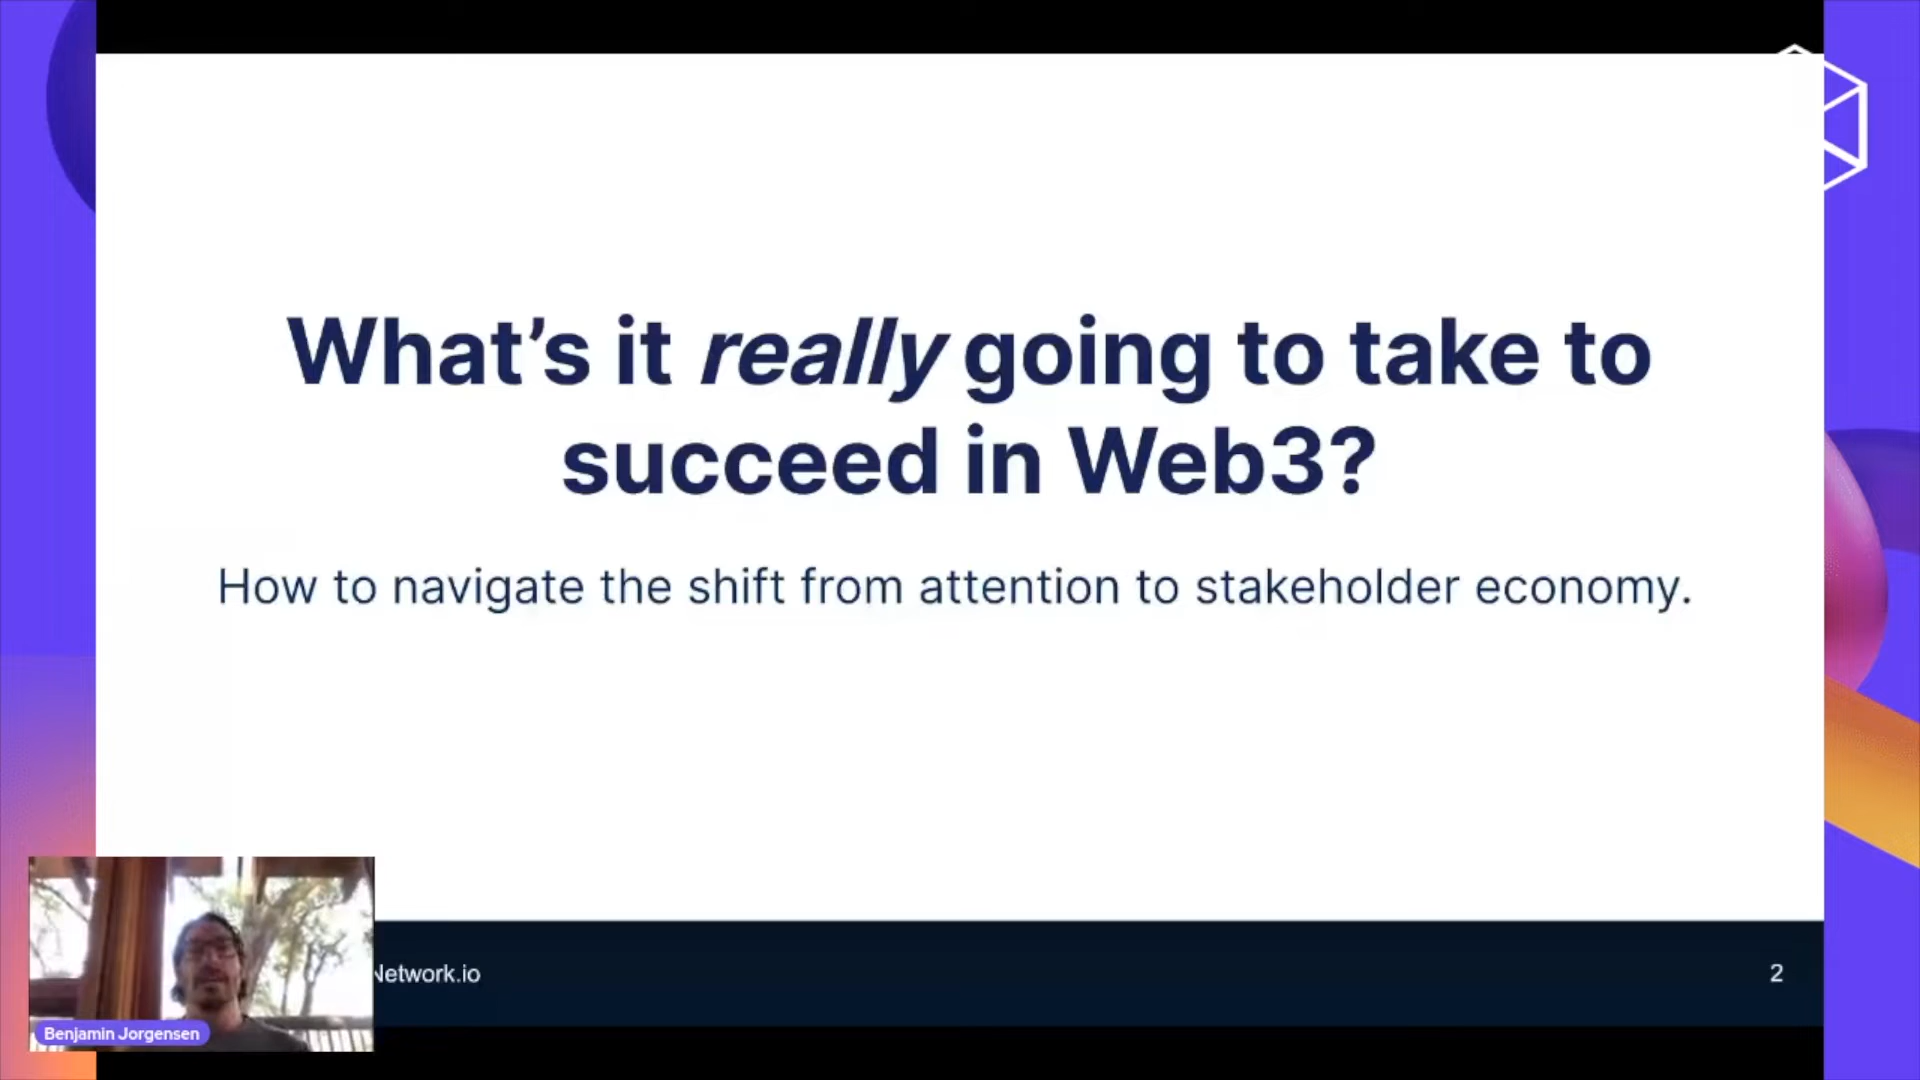 What’s it really going to take to
succeed in Web3?
How to navigate the shift from attention to stakeholder economy.
Network.io
2
Benjamin Jorgensen